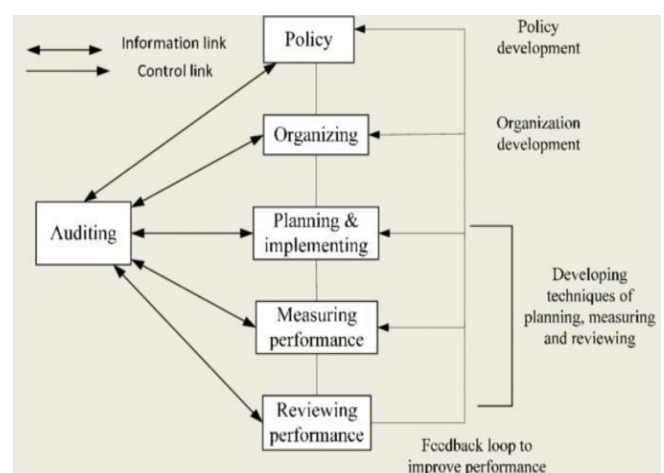 Information link
Control link
Policy
Policy
development
Organizing
Organization
development
Auditing
Planning &
implementing
Measuring
performance
Developing
techniques of
planning, measuring
and reviewing
Reviewing
performance
Feedback loop to
improve performance